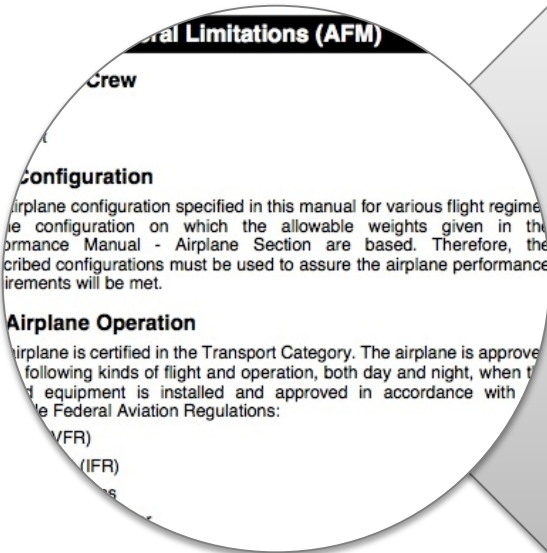 ral Limitations (AFM)
Crew
Configuration
irplane configuration specified in this manual for various flight regime
e configuration on which the allowable weights given in the
ormance Manual - Airplane Section are based. Therefore, the
cribed configurations must be used to assure the airplane performance
irements will be met.
Airplane Operation
irplane is certified in the Transport Category. The airplane is approve
following kinds of flight and operation, both day and night, when t
d equipment is installed and approved in accordance with
e Federal Aviation Regulations:
VFR)
(IFR)